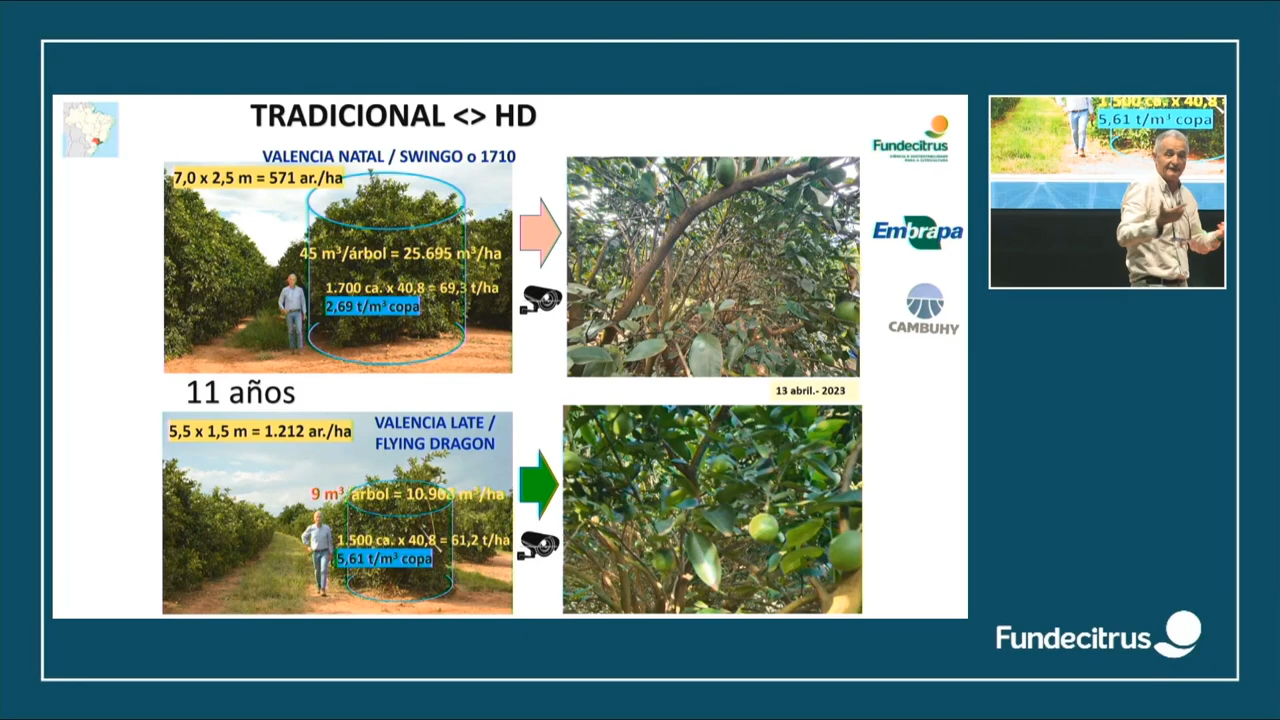 TRADICIONAL <> HD
VALENCIA NATAL / SWINGO o 1710
7,0 x 2,5 m = 571 ar./ha
45 m³/árbol = 25.695 m³/ha
1.700 ca. x 40,8 = 69,3 t/ha
2,69 t/m³ copa
11 años
13 abril.- 2023
5,5 x 1,5 m = 1.212 ar./ha
VALENCIA LATE /
FLYING DRAGON
9 m³/árbol = 10.908 m³/ha
1.500 ca. x 40,8 = 61,2 t/ha
5,61 t/m³ copa
Fundecitrus
Embrapa
CAMBUHY
1.500 ca. x 40,8
5,61 t/m³ copa
Fundecitrus